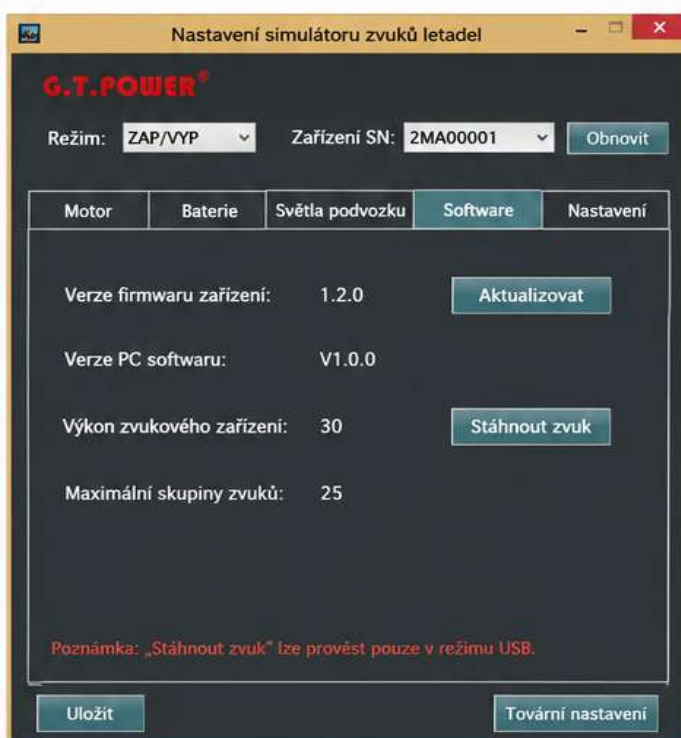 Nastavení simulátoru zvuků letadel
G.T.POWER®
Režim: ZAP/VYP Zařízení SN: 2MA00001 Obnovit
Motor Baterie Světla podvozku Software Nastavení
Verze firmwaru zařízení: 1.2.0 Aktualizovat
Verze PC softwaru: V1.0.0
Výkon zvukového zařízení: 30 Stáhnout zvuk
Maximální skupiny zvuků: 25
Poznámka: „Stáhnout zvuk" lze provést pouze v režimu USB.
Uložit Tovární nastavení